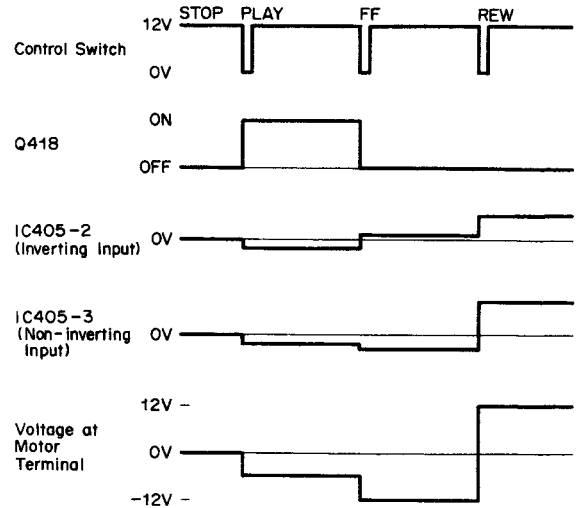 STOP PLAY FF REW
12V
Control Switch
0V
ON
Q418
OFF
IC405-2
(Inverting Input)
0V
IC405-3
(Non-inverting
Input)
0V
12V
Voltage at
Motor
Terminal
0V
-12V